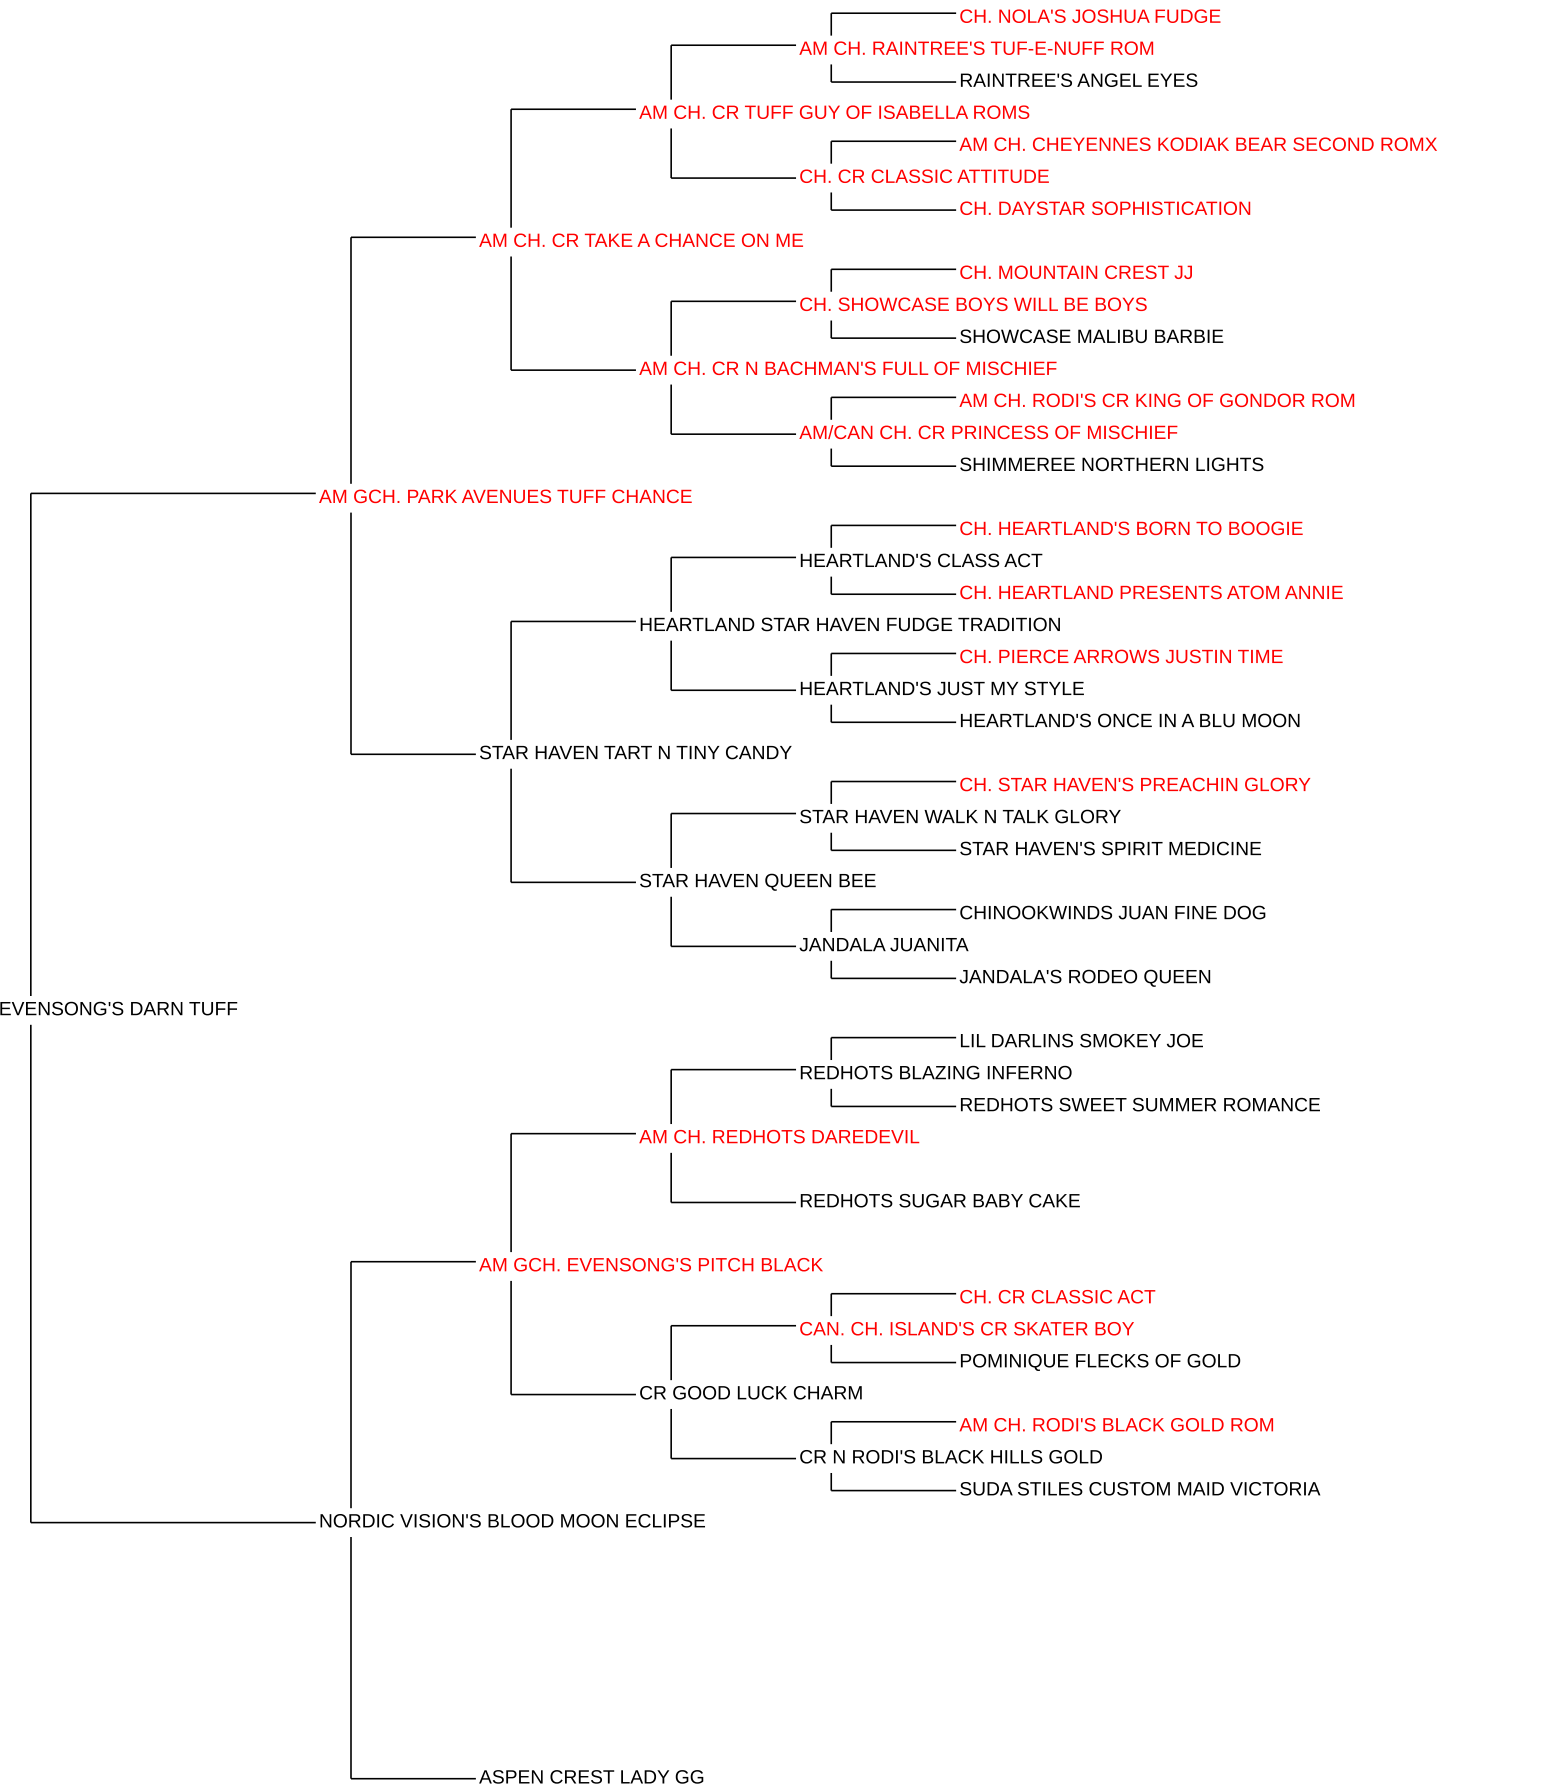 CH. NOLA'S JOSHUA FUDGE
AM CH. RAINTREE'S TUF-E-NUFF ROM
RAINTREE'S ANGEL EYES
AM CH. CR TUFF GUY OF ISABELLA ROMS
AM CH. CHEYENNES KODIAK BEAR SECOND ROMX
CH. CR CLASSIC ATTITUDE
CH. DAYSTAR SOPHISTICATION
AM CH. CR TAKE A CHANCE ON ME
CH. MOUNTAIN CREST JJ
CH. SHOWCASE BOYS WILL BE BOYS
SHOWCASE MALIBU BARBIE
AM CH. CR N BACHMAN'S FULL OF MISCHIEF
AM CH. RODI'S CR KING OF GONDOR ROM
AM/CAN CH. CR PRINCESS OF MISCHIEF
SHIMMEREE NORTHERN LIGHTS
AM GCH. PARK AVENUES TUFF CHANCE
CH. HEARTLAND'S BORN TO BOOGIE
HEARTLAND'S CLASS ACT
CH. HEARTLAND PRESENTS ATOM ANNIE
HEARTLAND STAR HAVEN FUDGE TRADITION
CH. PIERCE ARROWS JUSTIN TIME
HEARTLAND'S JUST MY STYLE
HEARTLAND'S ONCE IN A BLU MOON
STAR HAVEN TART N TINY CANDY
CH. STAR HAVEN'S PREACHIN GLORY
STAR HAVEN WALK N TALK GLORY
STAR HAVEN'S SPIRIT MEDICINE
STAR HAVEN QUEEN BEE
CHINOOKWINDS JUAN FINE DOG
JANDALA JUANITA
JANDALA'S RODEO QUEEN
EVENSONG'S DARN TUFF
LIL DARLINS SMOKEY JOE
REDHOTS BLAZING INFERNO
REDHOTS SWEET SUMMER ROMANCE
AM CH. REDHOTS DAREDEVIL
REDHOTS SUGAR BABY CAKE
AM GCH. EVENSONG'S PITCH BLACK
CH. CR CLASSIC ACT
CAN. CH. ISLAND'S CR SKATER BOY
POMINIQUE FLECKS OF GOLD
CR GOOD LUCK CHARM
AM CH. RODI'S BLACK GOLD ROM
CR N RODI'S BLACK HILLS GOLD
SUDA STILES CUSTOM MAID VICTORIA
NORDIC VISION'S BLOOD MOON ECLIPSE
ASPEN CREST LADY GG